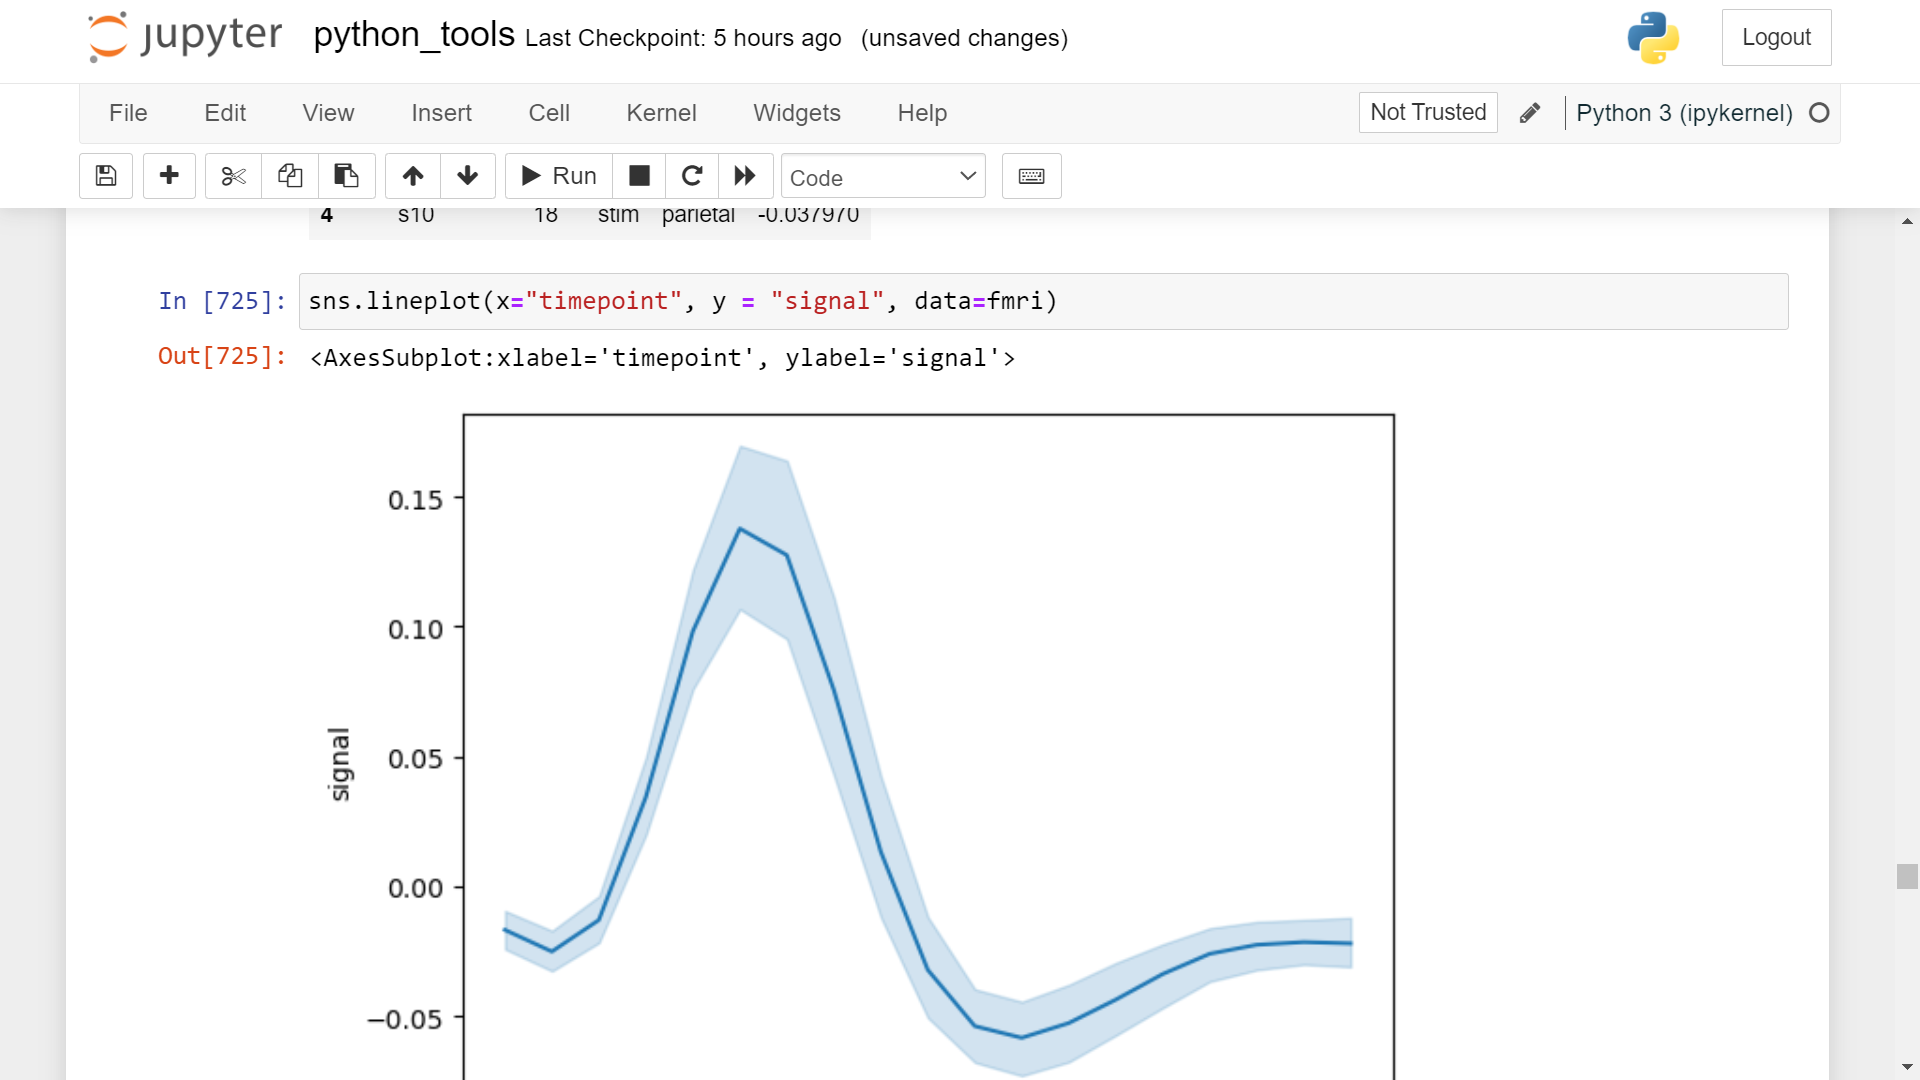 jupyter python_tools Last Checkpoint: 5 hours ago (unsaved changes) Logout
File Edit View Insert Cell Kernel Widgets Help Not Trusted Python 3 (ipykernel)
Run Code
4 s10 18 stim parietal -0.037970
In [725]: sns.lineplot(x="timepoint", y = "signal", data=fmri)
Out[725]: <AxesSubplot:xlabel='timepoint', ylabel='signal'>
0.15
0.10
0.05
signal
0.00
−0.05